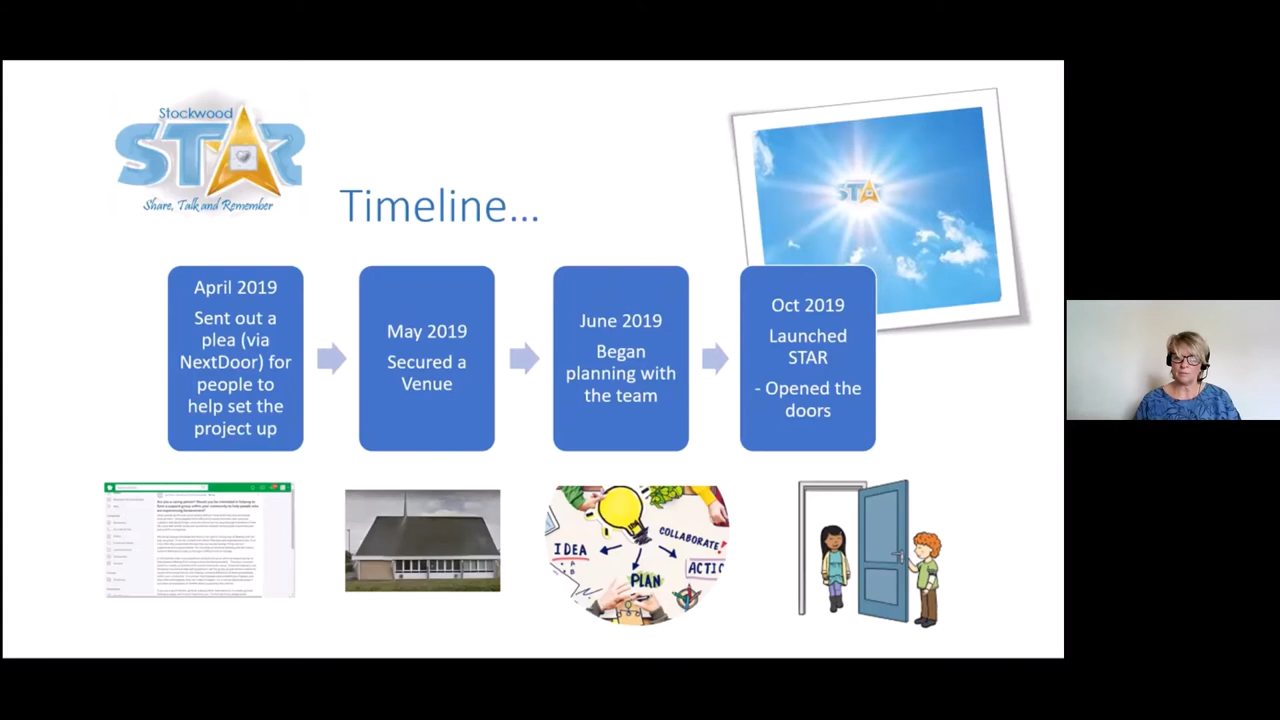 Stockwood
STAR
Share, Talk and Remember
Timeline...
STAR
April 2019
Sent out a
plea (via
NextDoor) for
people to
help set the
project up
May 2019
Secured a
Venue
June 2019
Began
planning with
the team
Oct 2019
Launched
STAR
- Opened the
doors
IDEA
COLLABORATE!
PLAN
ACTIO